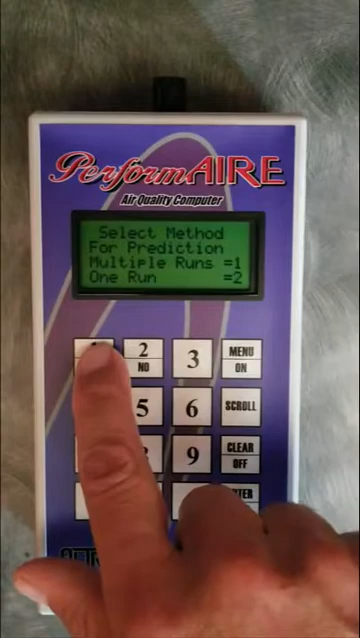 PerformAIRE
Air Quality Computer
Select Method
For Prediction
Multiple Runs =1
One Run =2
2
NO
3
MENU
ON
5
6
SCROLL
9
CLEAR
OFF